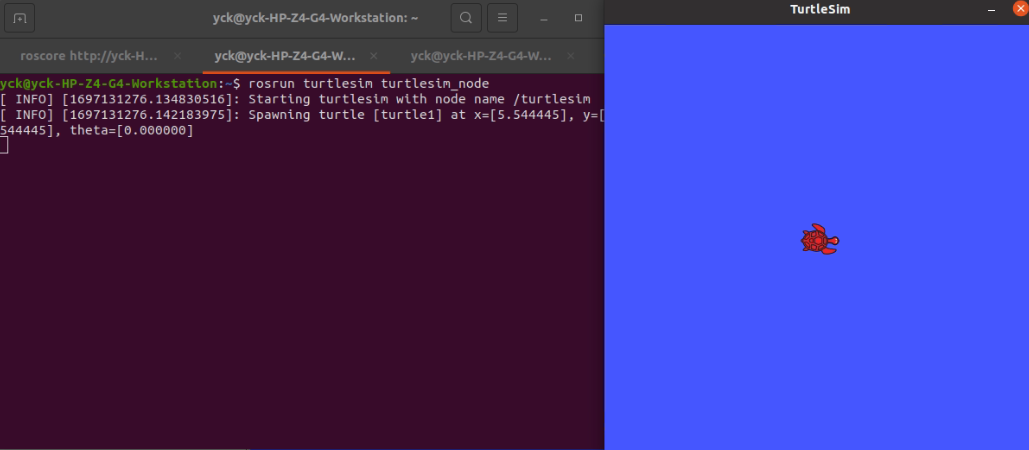 yck@yck-HP-Z4-G4-Workstation: ~
TurtleSim
roscore http://yck-H...
yck@yck-HP-Z4-G4-W...
yck@yck-HP-Z4-G4-W...
yck@yck-HP-Z4-G4-Workstation:~$ rosrun turtlesim turtlesim_node
[ INFO] [1697131276.134830516]: Starting turtlesim with node name /turtlesim
[ INFO] [1697131276.142183975]: Spawning turtle [turtle1] at x=[5.544445], y=[
544445], theta=[0.000000]